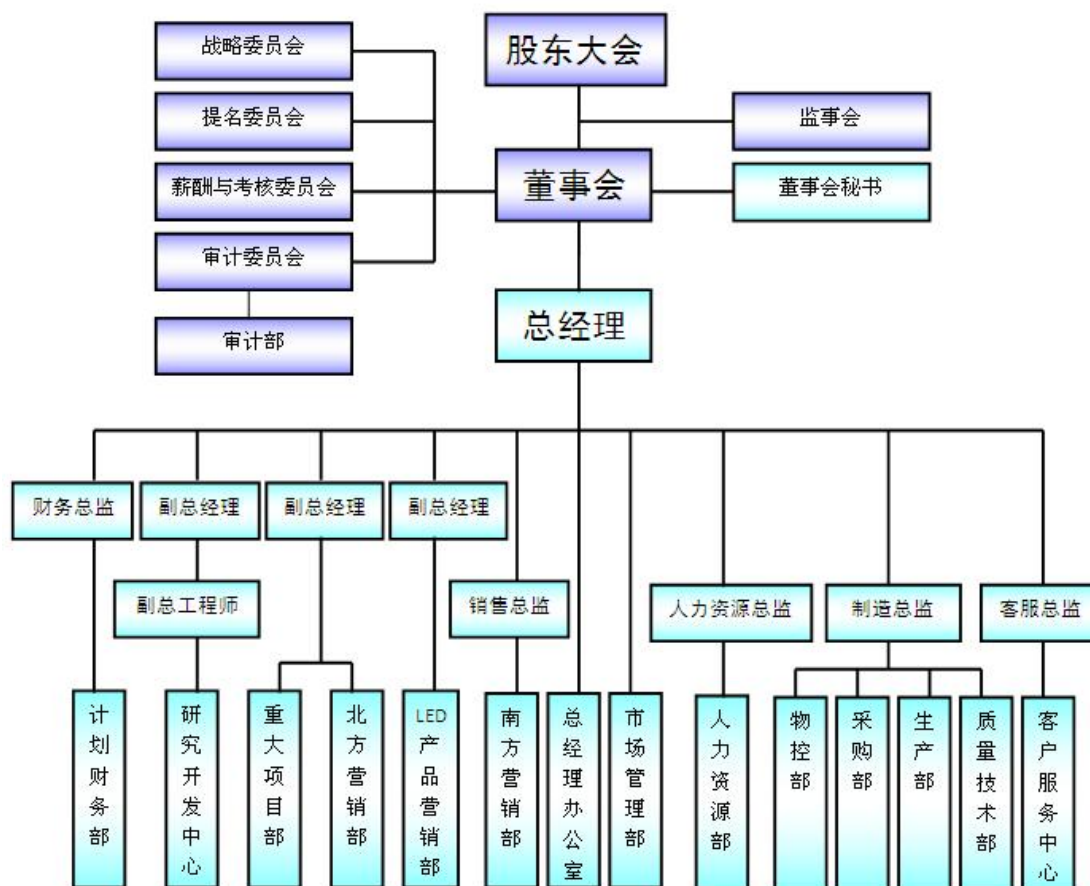 股东大会
战略委员会
提名委员会
监事会
薪酬与考核委员会
董事会
董事会秘书
审计委员会
审计部
总经理
财务总监
副总经理
副总经理
副总经理
副总工程师
销售总监
人力资源总监
制造总监
客服总监
计划财务部
研究开发中心
重大项目部
北方营销部
LED产品营销部
南方营销部
总经理办公室
市场管理部
人力资源部
物控部
采购部
生产部
质量技术部
客户服务中心